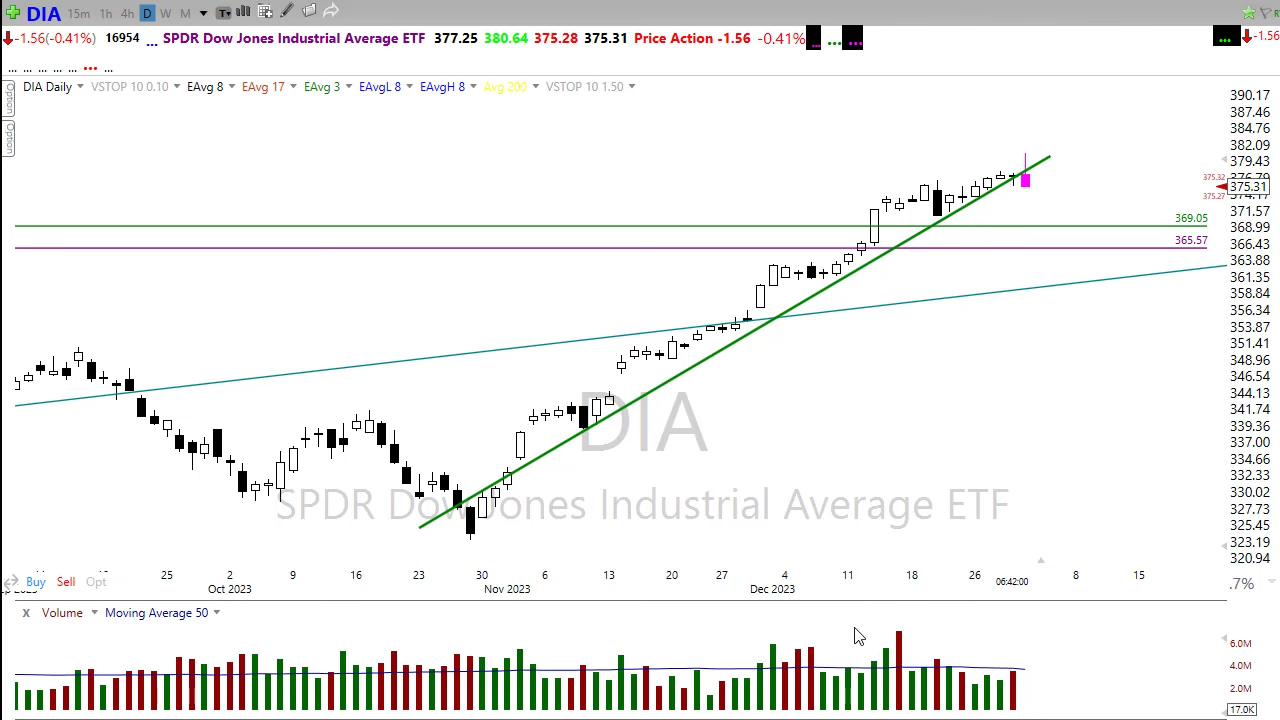 DIA 15m 1h 4h D W M T
-1.56(-0.41%) 16954 ... SPDR Dow Jones Industrial Average ETF 377.25 380.64 375.28 375.31 Price Action -1.56 -0.41% ... ... ... ... -1.56
... ... ... ... ... ... ...
Option
Option
DIA Daily VSTOP 10 0.10 EAvg 8 EAvg 17 EAvg 3 EAvgL 8 EAvgH 8 Avg 200 VSTOP 10 1.50
390.17
387.46
384.76
382.09
379.43
375.32
375.31
375.27
371.57
369.05
368.99
365.57
366.43
363.88
361.35
358.84
356.34
353.87
351.41
348.96
346.54
344.13
341.74
339.36
337.00
334.66
332.33
330.02
327.73
325.45
323.19
320.94
DIA
SPDR Dow Jones Industrial Average ETF
25 2 9 16 23 30 6 13 20 27 4 11 18 26 06:42:00 8 15
Buy Sell Opt
Oct 2023 Nov 2023 Dec 2023
.7%
X Volume Moving Average 50
6.0M
4.0M
2.0M
17.0K